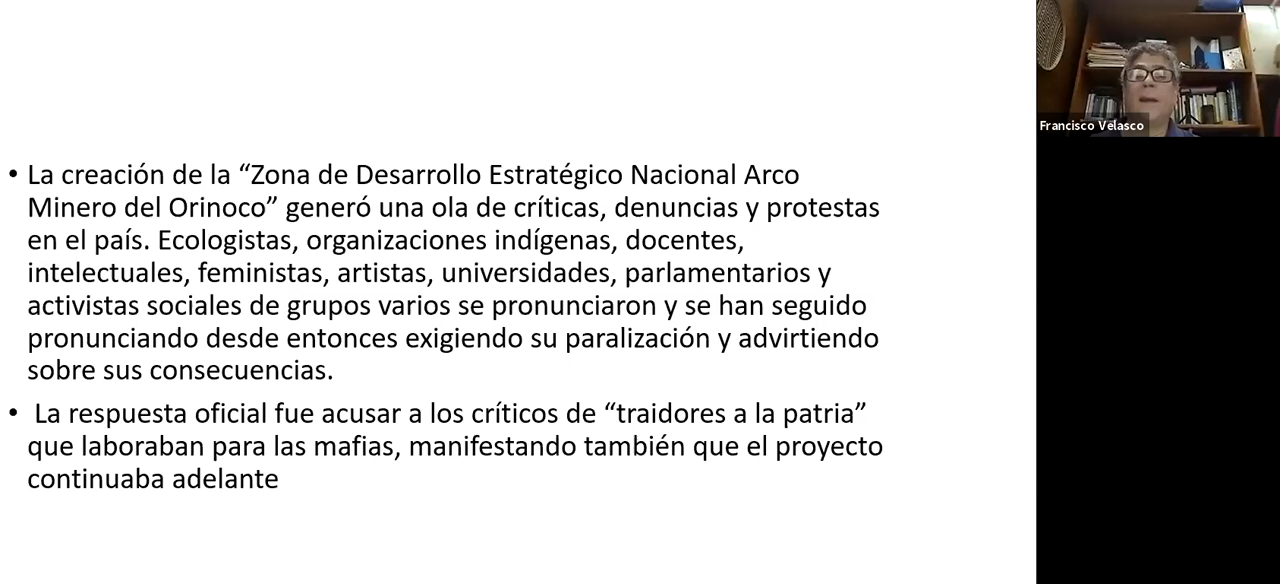 • La creación de la “Zona de Desarrollo Estratégico Nacional Arco
Minero del Orinoco” generó una ola de críticas, denuncias y protestas
en el país. Ecologistas, organizaciones indígenas, docentes,
intelectuales, feministas, artistas, universidades, parlamentarios y
activistas sociales de grupos varios se pronunciaron y se han seguido
pronunciando desde entonces exigiendo su paralización y advirtiendo
sobre sus consecuencias.
• La respuesta oficial fue acusar a los críticos de “traidores a la patria”
que laboraban para las mafias, manifestando también que el proyecto
continuaba adelante
Francisco Velasco